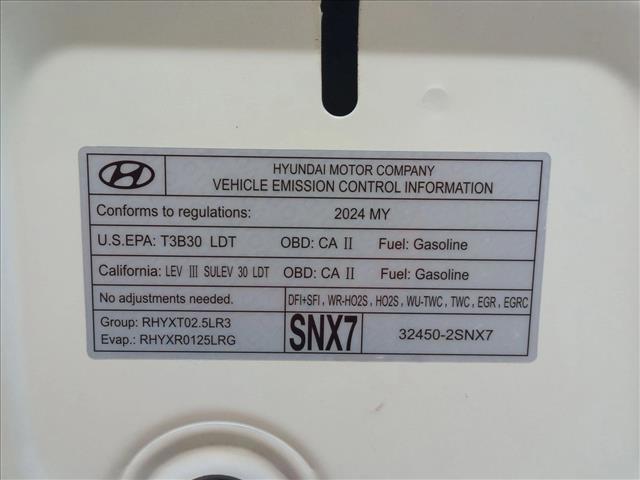 HYUNDAI MOTOR COMPANY
VEHICLE EMISSION CONTROL INFORMATION
Conforms to regulations: 2024 MY
U.S.EPA: T3B30 LDT OBD: CA II Fuel: Gasoline
California: LEV III SULEV 30 LDT OBD: CA II Fuel: Gasoline
No adjustments needed. DFI+SFI , WR-HO2S, HO2S, WU-TWC, TWC, EGR, EGRC
Group: RHYXT02.5LR3
Evap.: RHYXR0125LRG
SNX7 32450-2SNX7